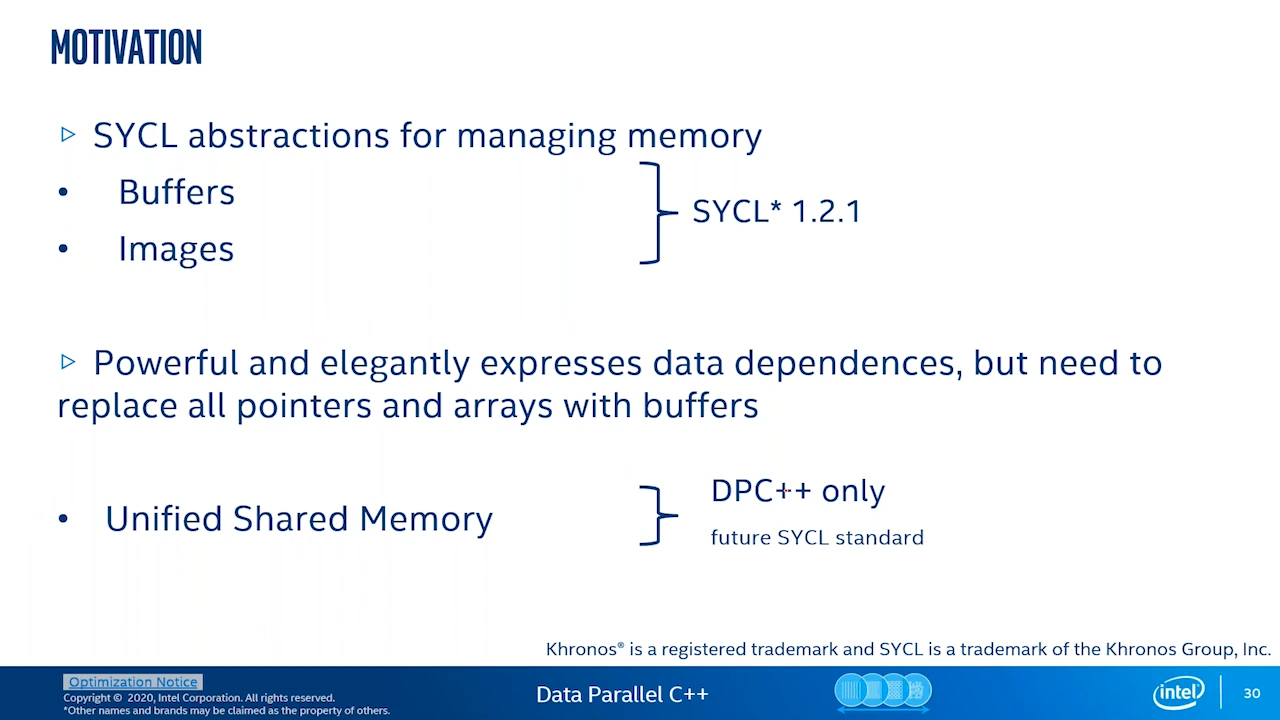 MOTIVATION
▷ SYCL abstractions for managing memory
• Buffers
• Images
SYCL* 1.2.1
▷ Powerful and elegantly expresses data dependences, but need to
replace all pointers and arrays with buffers
• Unified Shared Memory
DPC++ only
future SYCL standard
Khronos® is a registered trademark and SYCL is a trademark of the Khronos Group, Inc.
Optimization Notice
Copyright © 2020, Intel Corporation. All rights reserved.
*Other names and brands may be claimed as the property of others.
Data Parallel C++
intel
30